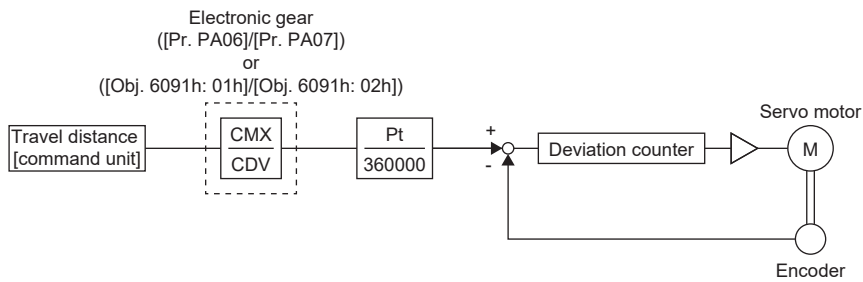 Electronic gear
([Pr. PA06]/[Pr. PA07])
or
([Obj. 6091h: 01h]/[Obj. 6091h: 02h])
Travel distance
[command unit]
CMX
CDV
Pt
360000
+
-
Deviation counter
Servo motor
M
Encoder